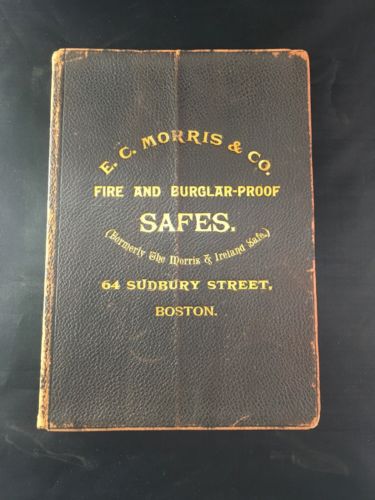 E. C. MORRIS & CO.
FIRE AND BURGLAR-PROOF
SAFES.
(Formerly The Morris & Ireland Safe.)
64 SUDBURY STREET,
BOSTON.